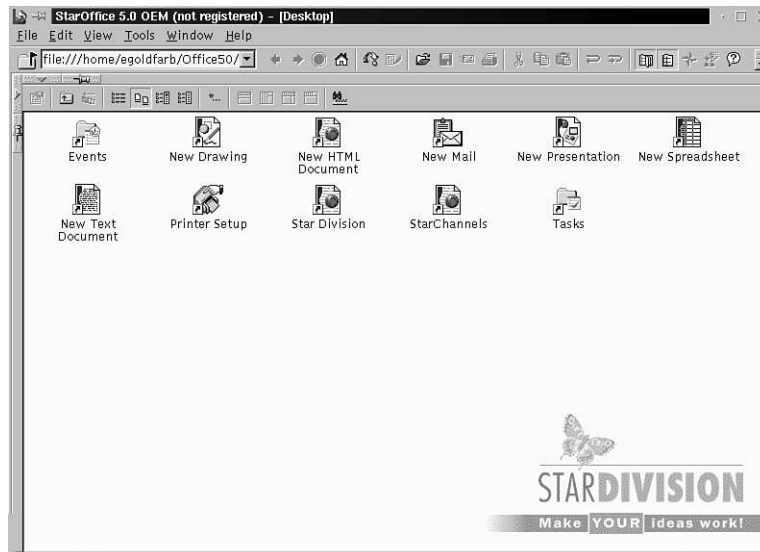 StarOffice 5.0 OEM (not registered) - [Desktop]
File Edit View Tools Window Help
file:///home/egoldfarb/Office50/
Events New Drawing New HTML Document New Mail New Presentation New Spreadsheet
New Text Document Printer Setup Star Division StarChannels Tasks
STARDIVISION
Make YOUR ideas work!